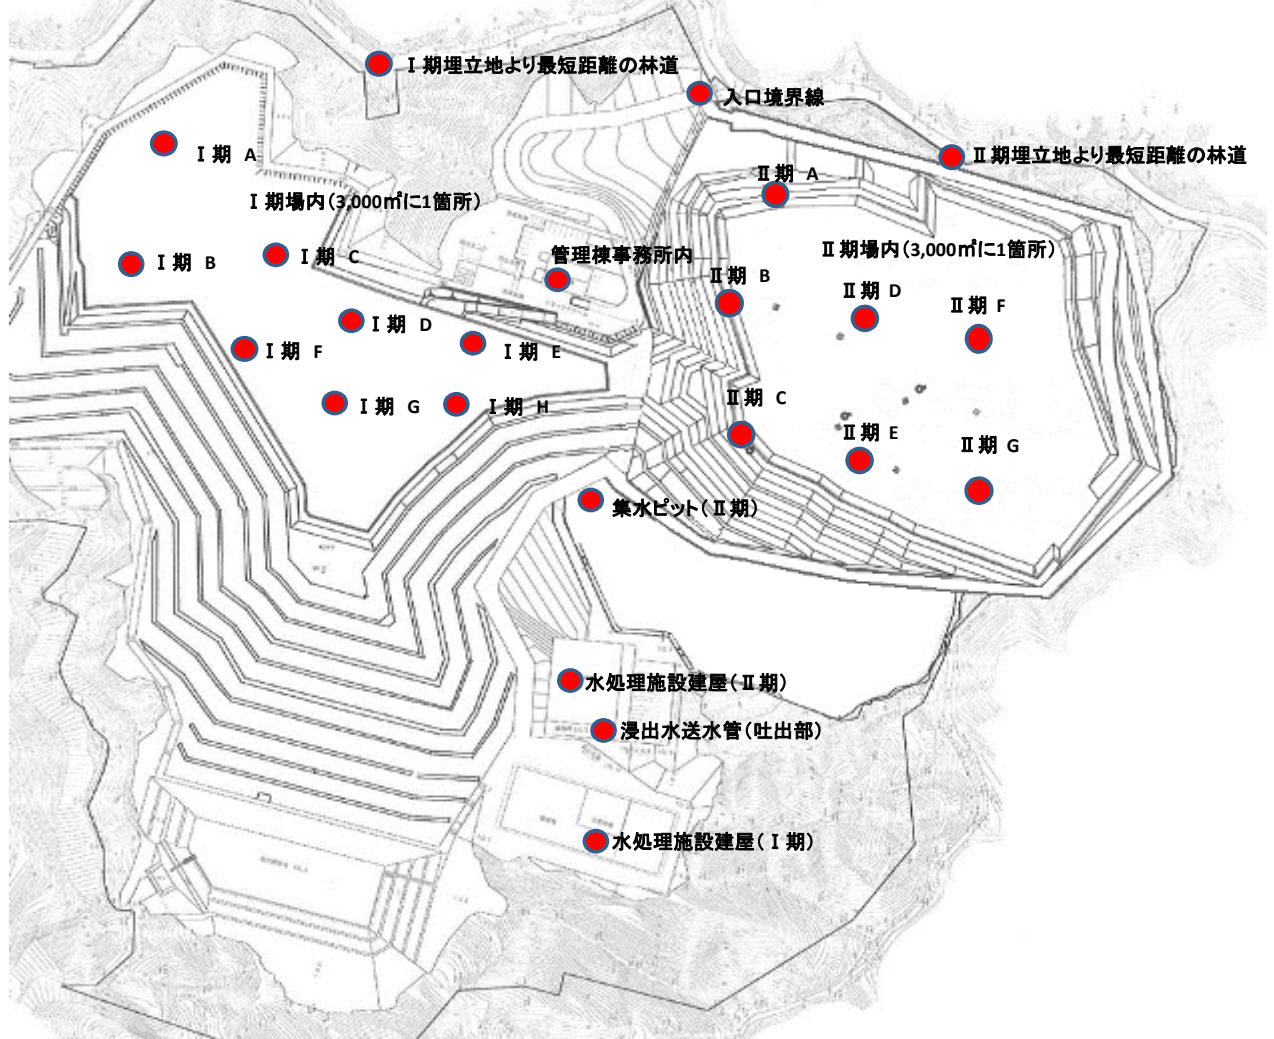 Ⅰ期埋立地より最短距離の林道
入口境界線
Ⅰ期 A
Ⅱ期埋立地より最短距離の林道
Ⅱ期 A
Ⅰ期場内（3,000㎡に1箇所）
Ⅱ期場内（3,000㎡に1箇所）
管理棟事務所内
Ⅰ期 B
Ⅰ期 C
Ⅱ期 B
Ⅱ期 D
Ⅱ期 F
Ⅰ期 D
Ⅰ期 F
Ⅰ期 E
Ⅱ期 C
Ⅰ期 G
Ⅰ期 H
Ⅱ期 E
Ⅱ期 G
集水ピット（Ⅱ期）
水処理施設建屋（Ⅱ期）
浸出水送水管（吐出部）
水処理施設建屋（Ⅰ期）